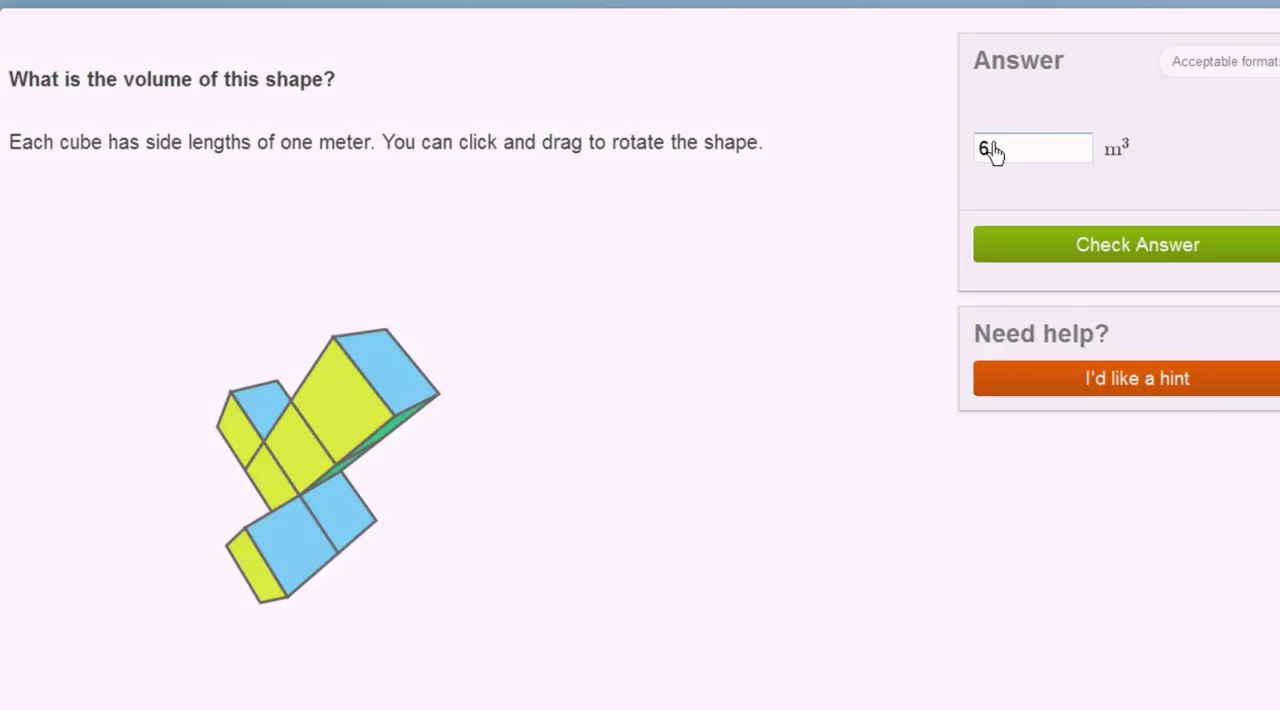 What is the volume of this shape?
Each cube has side lengths of one meter. You can click and drag to rotate the shape.
Answer
Acceptable formats
6
m³
Check Answer
Need help?
I'd like a hint